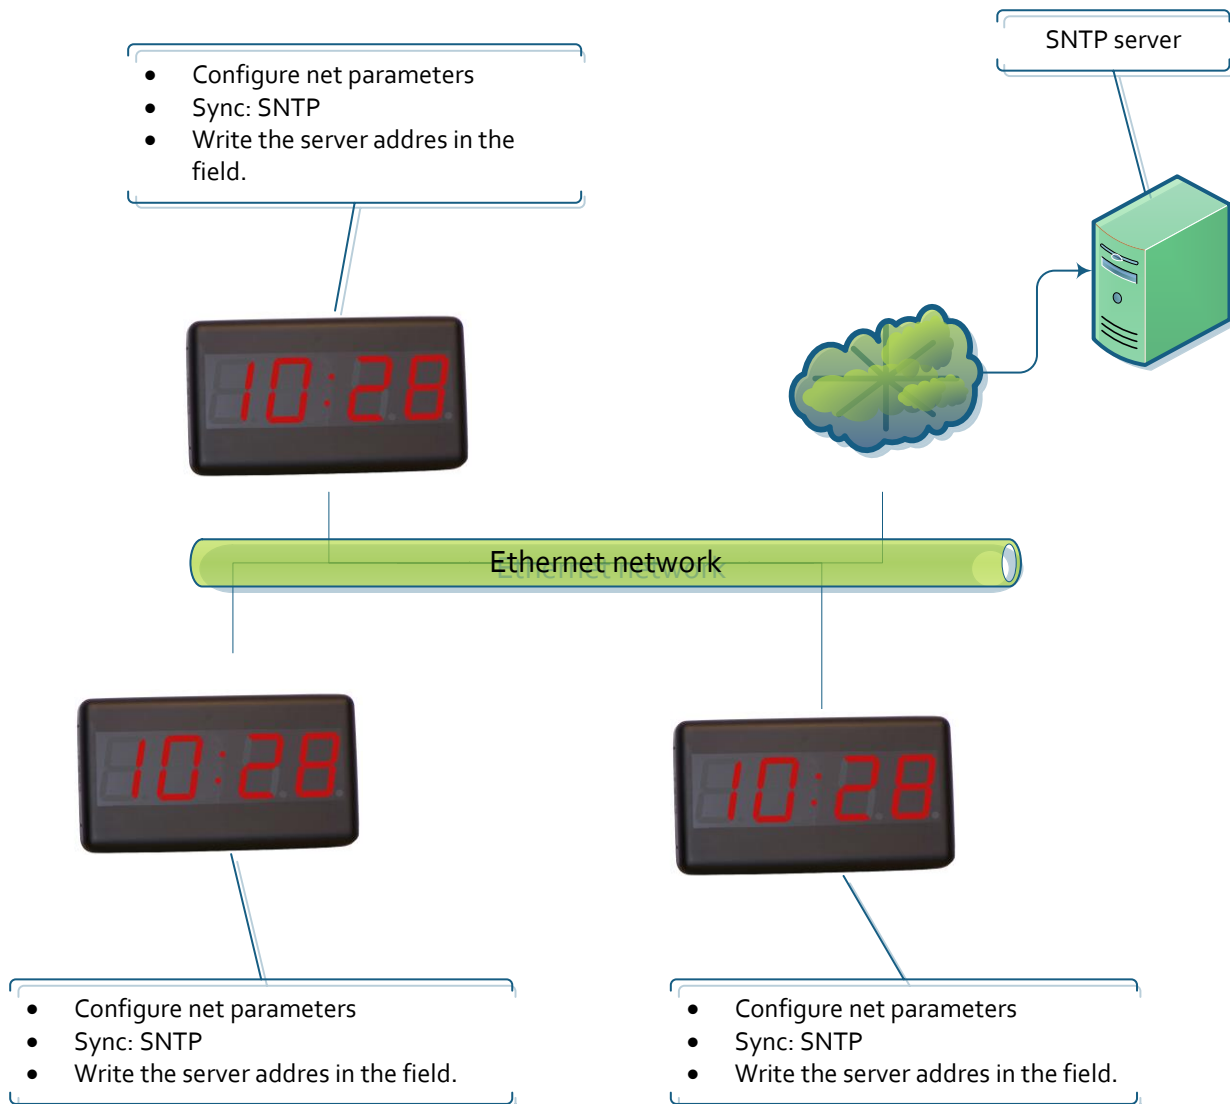 SNTP server
• Configure net parameters
• Sync: SNTP
• Write the server addres in the
field.
10:28
Ethernet network
10:28
10:28
• Configure net parameters
• Sync: SNTP
• Write the server addres in the field.
• Configure net parameters
• Sync: SNTP
• Write the server addres in the field.